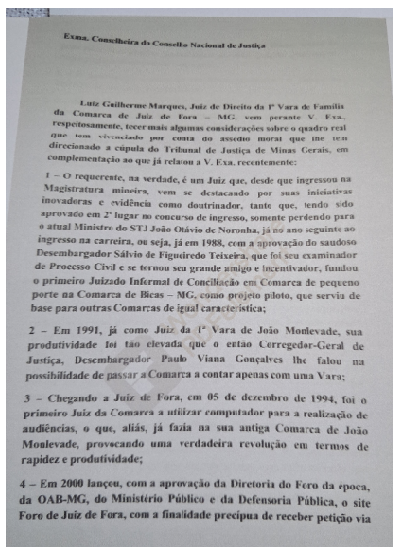 Exma. Conselheira do Conselho Nacional de Justiça
Luiz Guilherme Marques, Juiz de Direito da 1ª Vara de Família
da Comarca de Juiz de Fora – MG vem perante V. Exa,
respeitosamente, tecer mais algumas considerações sobre o quadro real
que tem vivenciado por conta do assédio moral que lhe tem
direcionado a cúpula do Tribunal de Justiça de Minas Gerais, em
complementação ao que já relatou a V. Exa, recentemente:
1 – O requerente, na verdade, é um Juiz que, desde que ingressou na
Magistratura mineira, vem se destacando por suas iniciativas
inovadoras e evidência como doutrinador, tanto que, tendo sido
aprovado em 2º lugar no concurso de ingresso, somente perdendo para
o atual Ministro do STJ João Otávio de Noronha, já no ano seguinte ao
ingresso na carreira, ou seja, já em 1988, com a aprovação do saudoso
Desembargador Sálvio de Figueiredo Teixeira, que foi seu examinador
de Processo Civil e se tornou seu grande amigo e incentivador, fundou
o primeiro Juizado Informal de Conciliação em Comarca de pequeno
porte na Comarca de Bicas – MG, como projeto piloto, que servia de
base para outras Comarcas de igual característica;
2 – Em 1991, já como Juiz da 1ª Vara de João Monlevade, sua
produtividade foi tão elevada que o então Corregedor-Geral de
Justiça, Desembargador Paulo Viana Gonçalves lhe falou na
possibilidade de passar a Comarca a contar apenas com uma Vara;
3 – Chegando a Juiz de Fora, em 05 de dezembro de 1994, foi o
primeiro Juiz da Comarca a utilizar computador para a realização de
audiências, o que, aliás, já fazia na sua antiga Comarca de João
Monlevade, provocando uma verdadeira revolução em termos de
rapidez e produtividade;
4 – Em 2000 lançou, com a aprovação da Diretoria do Foro da época,
da OAB-MG, do Ministério Público e da Defensoria Pública, o site
Foro de Juiz de Fora, com a finalidade precípua de receber petição via